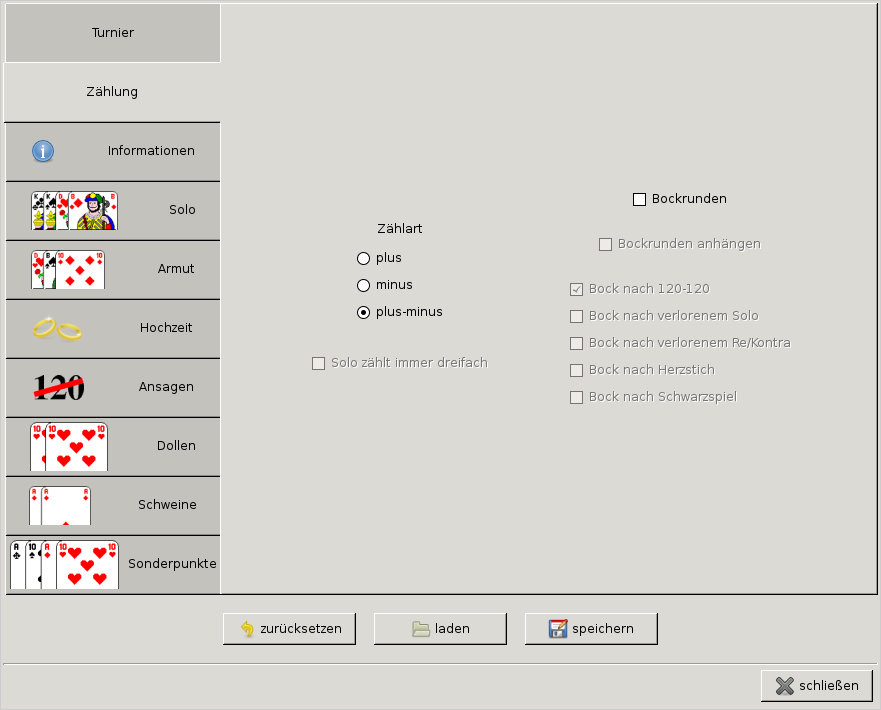 Turnier
Zählung
Informationen
Solo
Armut
Hochzeit
120
Ansagen
Dollen
Schweine
Sonderpunkte
Zählart
plus
minus
plus-minus
Solo zählt immer dreifach
Bockrunden
Bockrunden anhängen
Bock nach 120-120
Bock nach verlorenem Solo
Bock nach verlorenem Re/Kontra
Bock nach Herzstich
Bock nach Schwarzspiel
zurücksetzen
laden
speichern
schließen